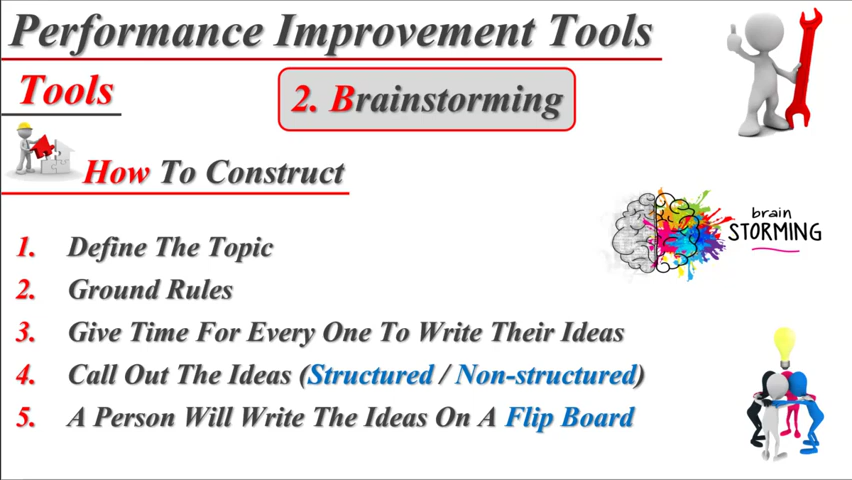 Performance Improvement Tools
Tools
2. Brainstorming
How To Construct
brain
STORMING
1. Define The Topic
2. Ground Rules
3. Give Time For Every One To Write Their Ideas
4. Call Out The Ideas (Structured / Non-structured)
5. A Person Will Write The Ideas On A Flip Board